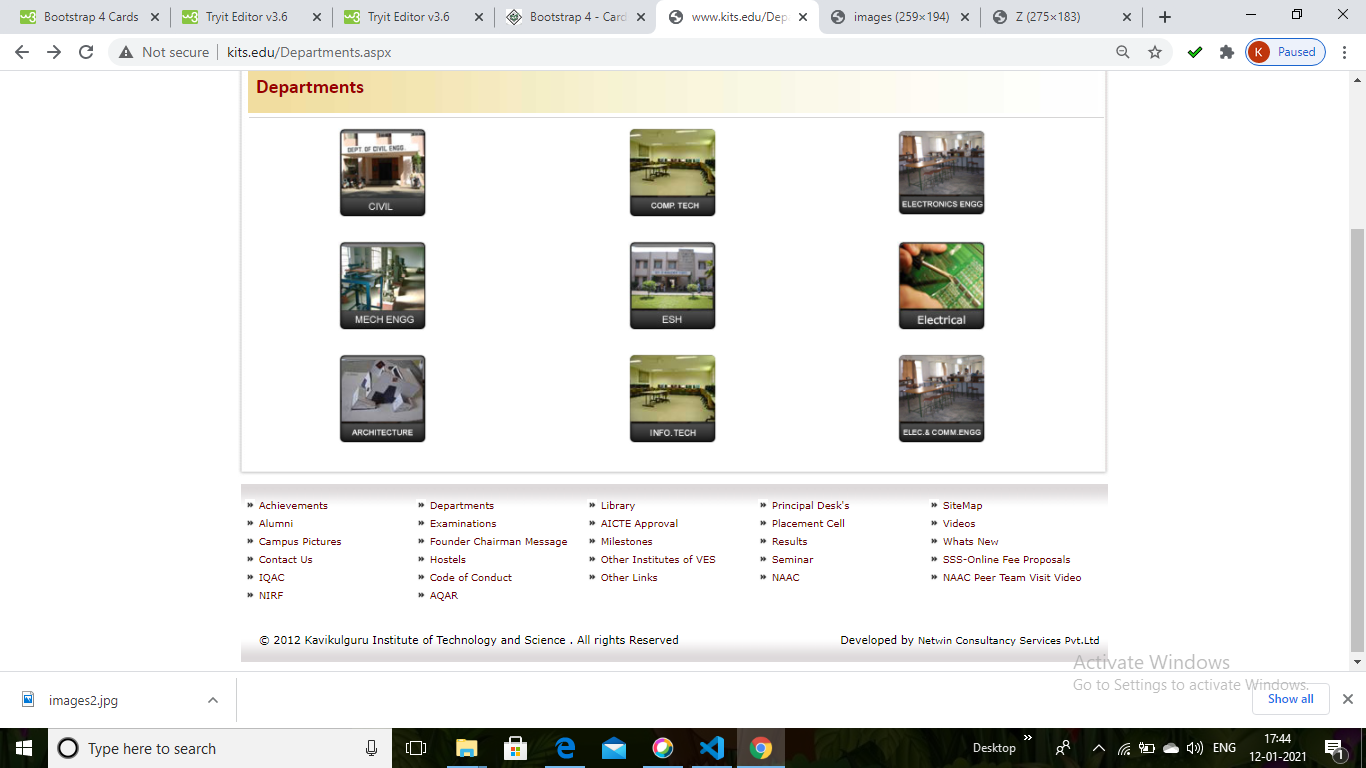 Bootstrap 4 Cards
Tryit Editor v3.6
Tryit Editor v3.6
Bootstrap 4 - Card
www.kits.edu/Dep
images (259×194)
Z (275×183)
Not secure
kits.edu/Departments.aspx
K
Paused
Departments
DEPT. OF CIVIL ENGG.
CIVIL
COMP. TECH
ELECTRONICS ENGG
MECH ENGG
ESH
Electrical
ARCHITECTURE
INFO.TECH
ELEC.& COMM.ENGG
Achievements
Departments
Library
Principal Desk's
SiteMap
Alumni
Examinations
AICTE Approval
Placement Cell
Videos
Campus Pictures
Founder Chairman Message
Milestones
Results
Whats New
Contact Us
Hostels
Other Institutes of VES
Seminar
SSS-Online Fee Proposals
IQAC
Code of Conduct
Other Links
NAAC
NAAC Peer Team Visit Video
NIRF
AQAR
© 2012 Kavikulguru Institute of Technology and Science . All rights Reserved
Developed by Netwin Consultancy Services Pvt.Ltd
Activate Windows
Go to Settings to activate Windows.
images2.jpg
Show all
Type here to search
Desktop
ENG
17:44
12-01-2021
1